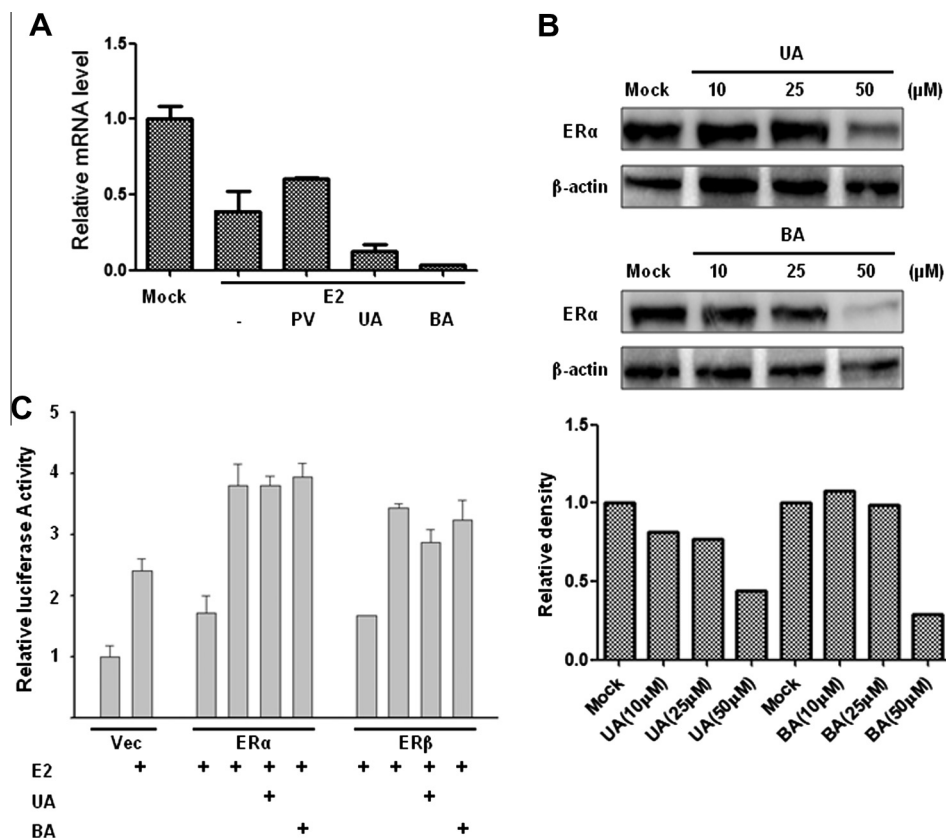 A
Relative mRNA level
1.5
1.0
0.5
0.0
Mock
E2
- PV UA BA
B
UA
Mock 10 25 50 (μM)
ERα
β-actin
BA
Mock 10 25 50 (μM)
ERα
β-actin
Relative density
1.5
1.0
0.5
0.0
Mock UA(10μM) UA(25μM) UA(50μM) Mock BA(10μM) BA(25μM) BA(50μM)
C
Relative luciferase Activity
5
4
3
2
1
Vec ERα ERβ
E2 + + + + + + + + +
UA + +
BA + +